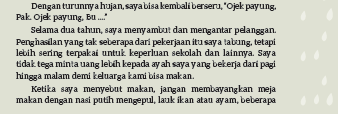 Dengan turunnya hujan, saya bisa kembali berseru, "Ojek payung,
Pak. Ojek payung, Bu ...."
Selama dua tahun, saya menyambut dan mengantar pelanggan.
Penghasilan yang tak seberapa dari pekerjaan itu saya tabung, tetapi
lebih sering terpakai untuk keperluan sekolah dan lainnya. Saya
tidak tega minta uang lebih kepada ayah saya yang bekerja dari pagi
hingga malam demi keluarga kami bisa makan.
Ketika saya menyebut makan, jangan membayangkan meja
makan dengan nasi putih mengepul, lauk ikan atau ayam, beberapa